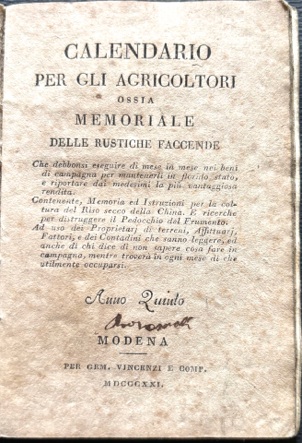 CALENDARIO
PER GLI AGRICOLTORI
OSSIA
MEMORIALE
DELLE RUSTICHE FACCENDE
Che debbonsi eseguire di mese in mese nei beni
di campagna per mantenerli in florido stato,
e riportare dai medesimi la più vantaggiosa
rendita.
Contenente, Memoria ed Istruzioni per la col-
tura del Riso secco della China. E ricerche
per distruggere il Pedocchio del Frumento.
Ad uso dei Proprietarj di terreni, Affittuarj,
Fattori, e dei Contadini che sanno leggere, ed
anche di chi dice di non sapere cosa fare in
campagna, mentre troverà in ogni mese di che
utilmente occuparsi.
Anno Quinto
MODENA
PER GEM. VINCENZI E COMP.
MDCCCXXI.